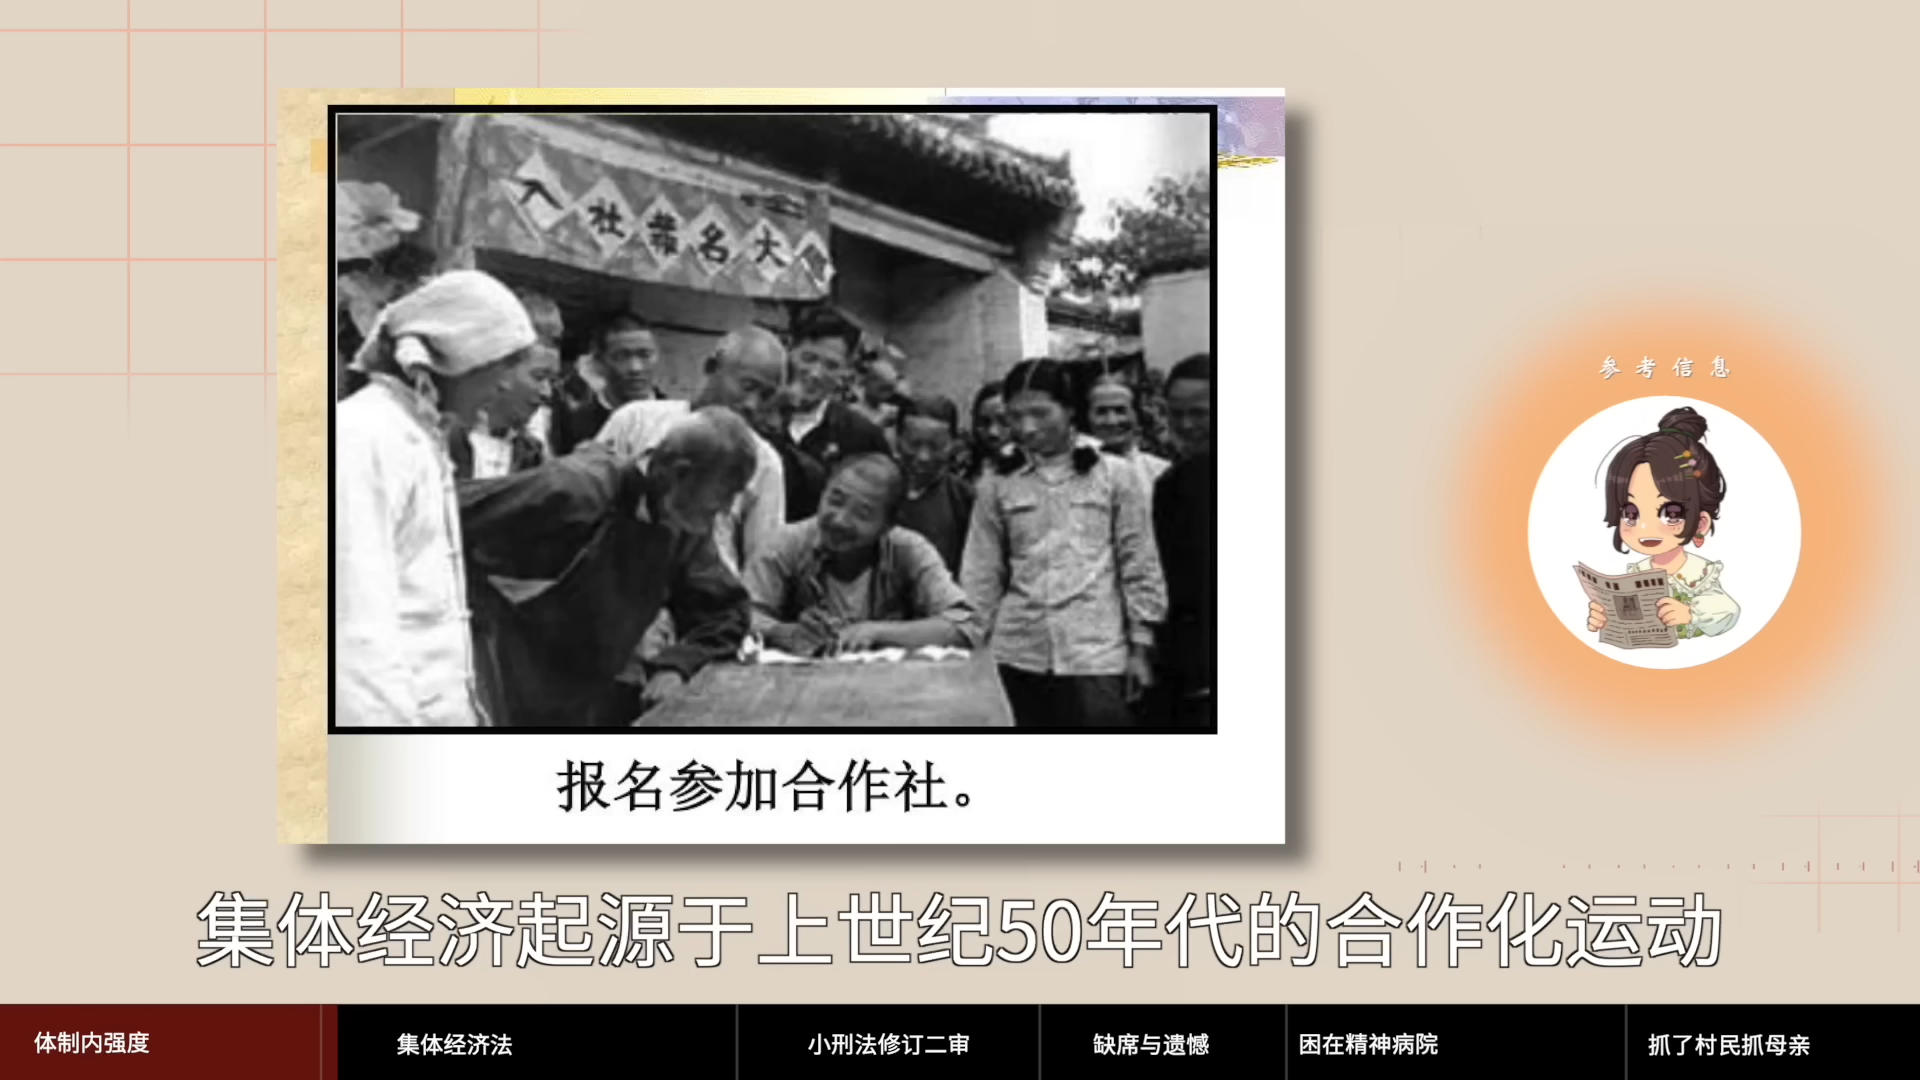 入社报名大
参考信息
报名参加合作社。
集体经济起源于上世纪50年代的合作化运动
体制内强度
集体经济法
小刑法修订二审
缺席与遗憾
困在精神病院
抓了村民抓母亲